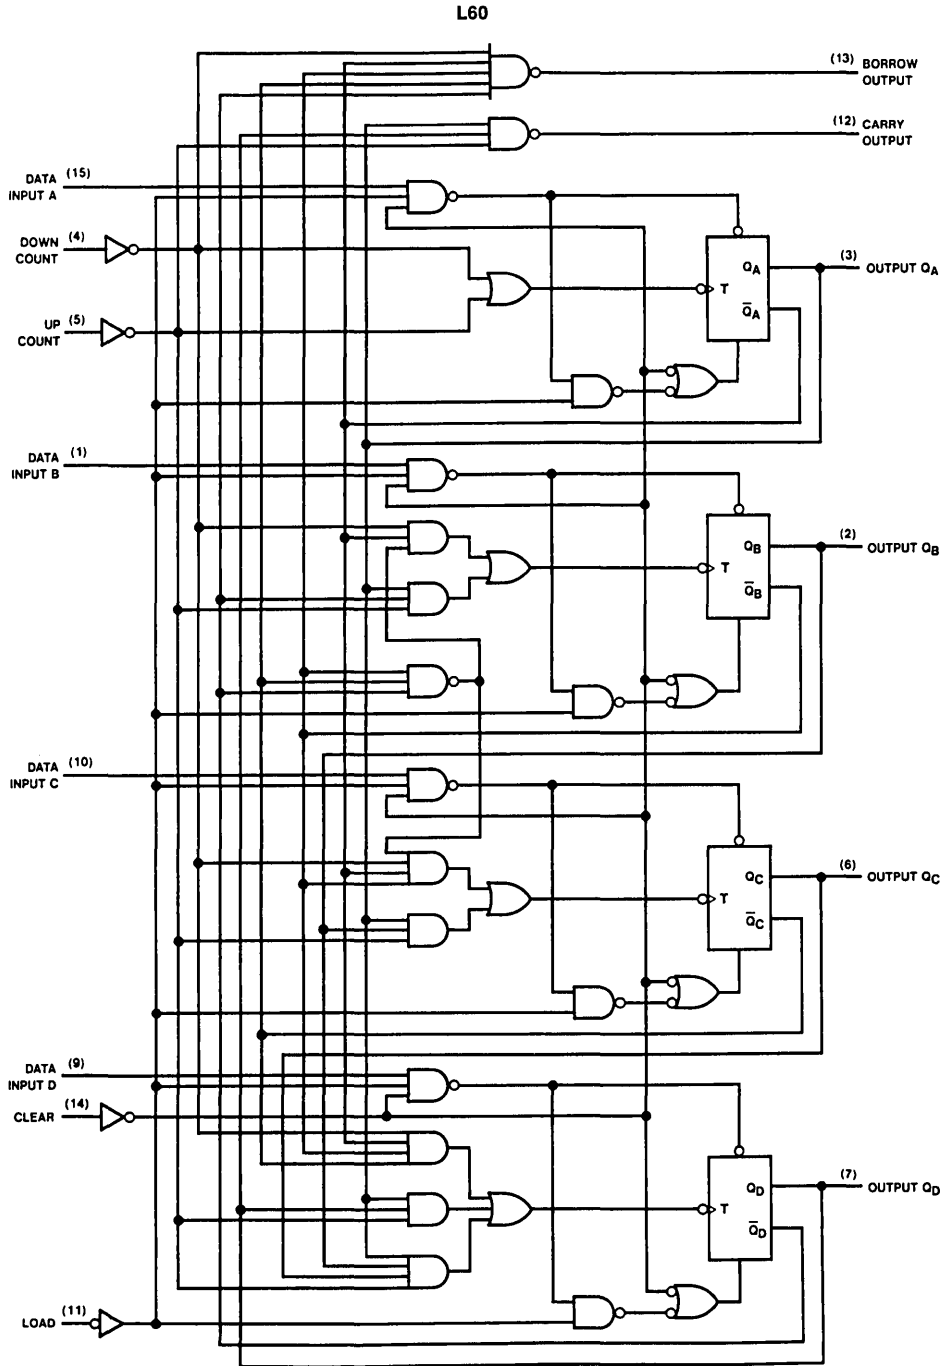 L60
(13) BORROW
OUTPUT
(12) CARRY
OUTPUT
DATA (15)
INPUT A
DOWN (4)
COUNT
UP (5)
COUNT
T
QA
Q̅A
(3) OUTPUT QA
DATA (1)
INPUT B
T
QB
Q̅B
(2) OUTPUT QB
DATA (10)
INPUT C
T
QC
Q̅C
(6) OUTPUT QC
DATA (9)
INPUT D
CLEAR (14)
T
QD
Q̅D
(7) OUTPUT QD
LOAD (11)